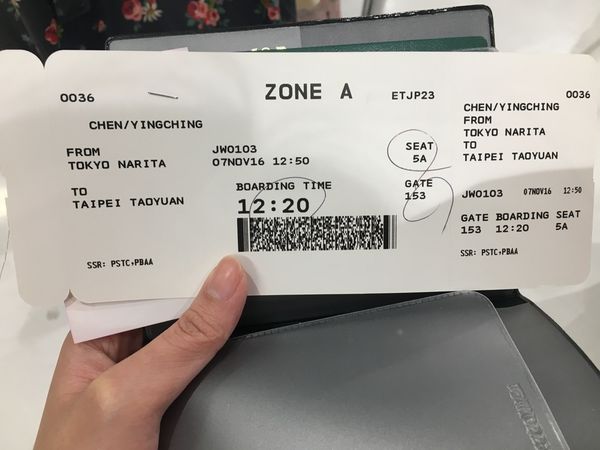 0036
ZONE A
ETJP23
CHEN/YINGCHING
FROM
TOKYO NARITA
JW0103
07NOV16 12:50
SEAT
5A
TO
TAIPEI TAOYUAN
BOARDING TIME
12:20
GATE
153
SSR: PSTC,PBAA
0036
CHEN/YINGCHING
FROM
TOKYO NARITA
TO
TAIPEI TAOYUAN
JW0103 07NOV16 12:50
GATE BOARDING SEAT
153 12:20 5A
SSR: PSTC,PBAA